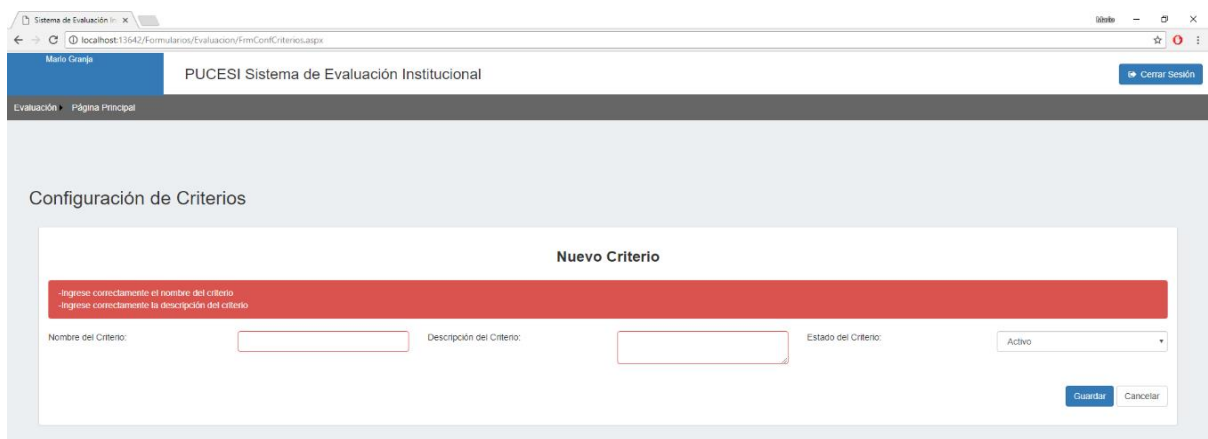 Sistema de Evaluación In
localhost:13642/Formularios/Evaluacion/FrmConfCriterios.aspx
Mario Granja
PUCESI Sistema de Evaluación Institucional
Cerrar Sesión
Evaluación Página Principal
Configuración de Criterios
Nuevo Criterio
-Ingrese correctamente el nombre del criterio
-Ingrese correctamente la descripción del criterio
Nombre del Criterio: Descripción del Criterio: Estado del Criterio: Activo
Guardar Cancelar